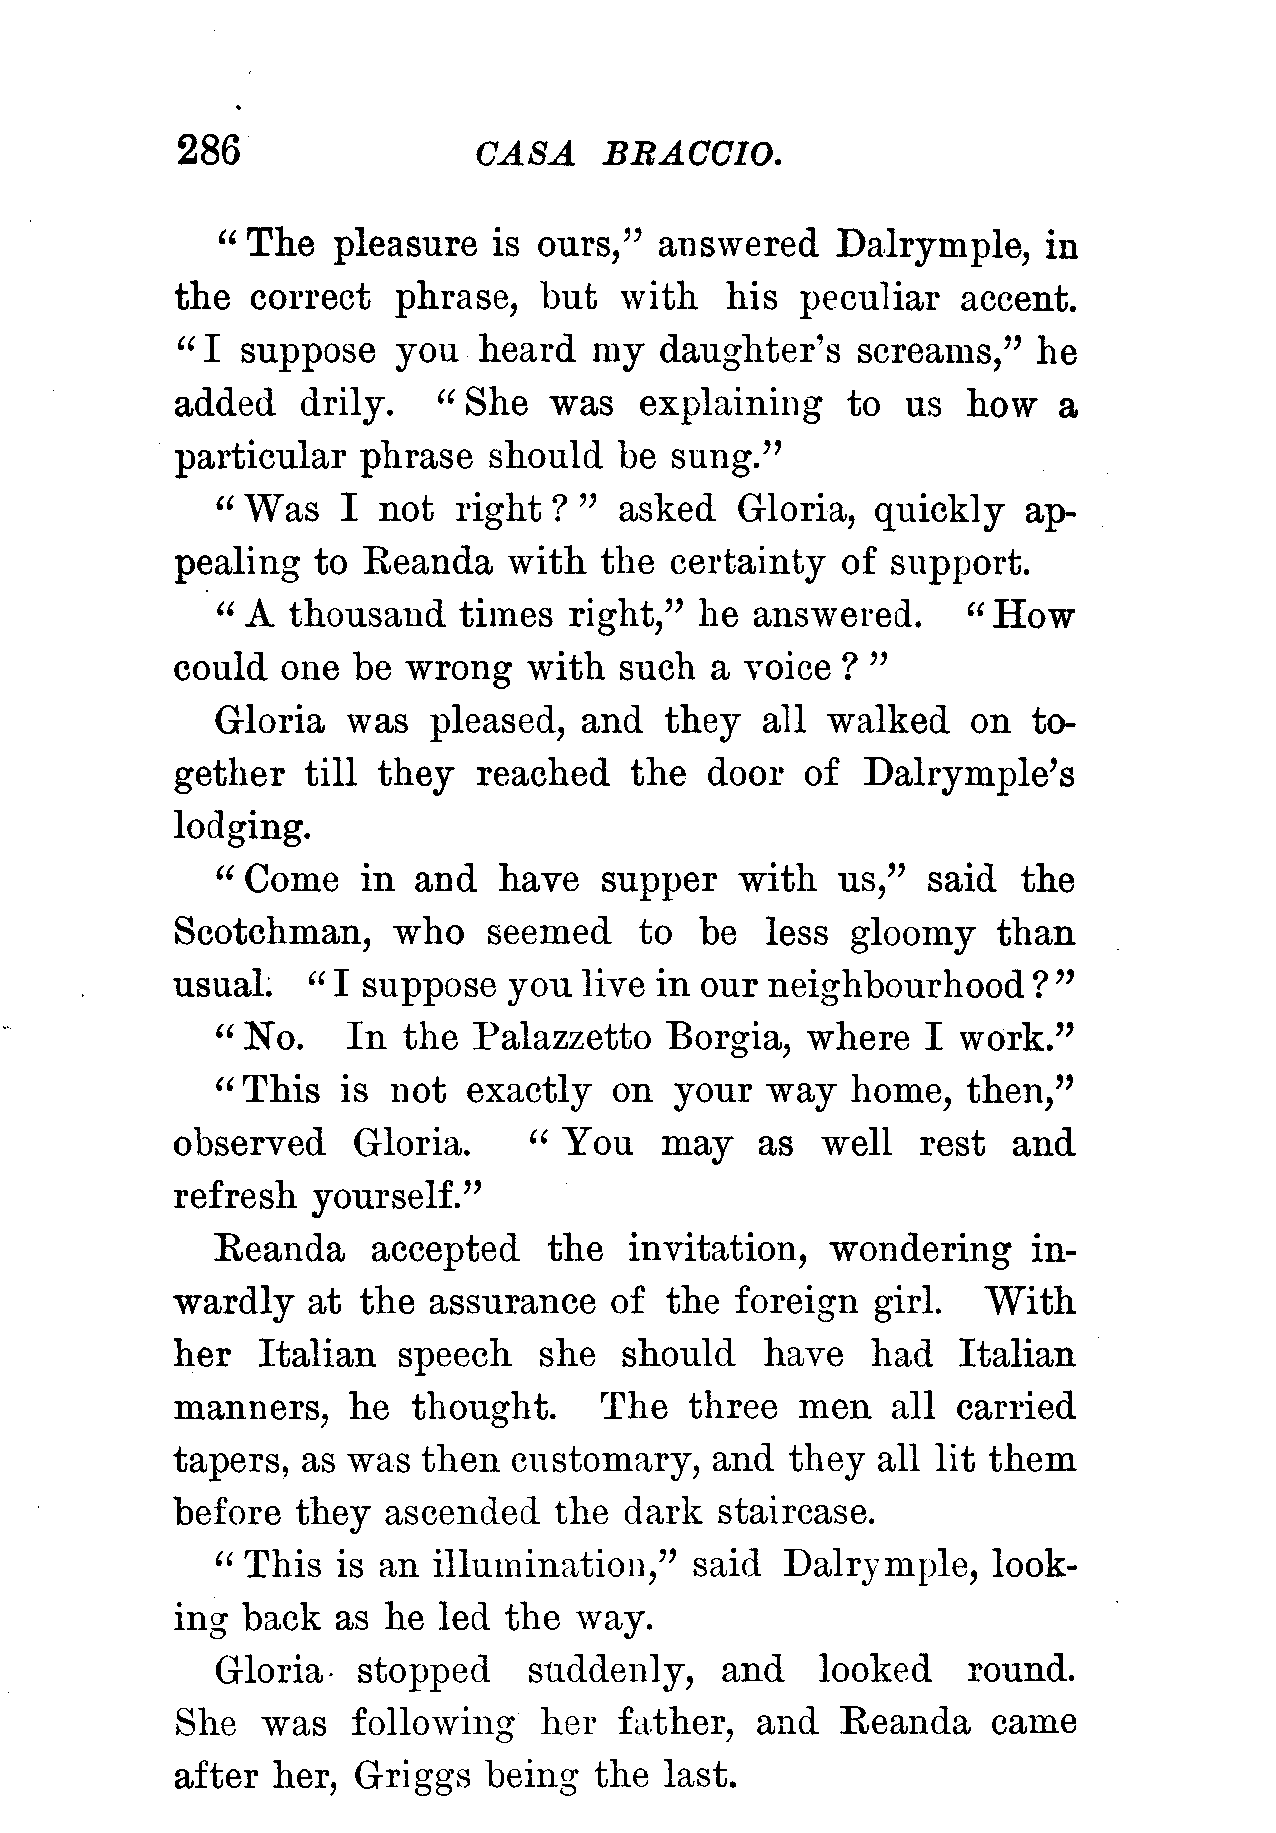 286 CASA BRACCIO.
“The pleasure is ours,” answered Dalrymple, in
the correct phrase, but with his peculiar accent.
“I suppose you heard my daughter’s screams,” he
added drily. “She was explaining to us how a
particular phrase should be sung.”
“Was I not right?” asked Gloria, quickly ap-
pealing to Reanda with the certainty of support.
“A thousand times right,” he answered. “How
could one be wrong with such a voice?”
Gloria was pleased, and they all walked on to-
gether till they reached the door of Dalrymple’s
lodging.
“Come in and have supper with us,” said the
Scotchman, who seemed to be less gloomy than
usual. “I suppose you live in our neighbourhood?”
“No. In the Palazzetto Borgia, where I work.”
“This is not exactly on your way home, then,”
observed Gloria. “You may as well rest and
refresh yourself.”
Reanda accepted the invitation, wondering in-
wardly at the assurance of the foreign girl. With
her Italian speech she should have had Italian
manners, he thought. The three men all carried
tapers, as was then customary, and they all lit them
before they ascended the dark staircase.
“This is an illumination,” said Dalrymple, look-
ing back as he led the way.
Gloria stopped suddenly, and looked round.
She was following her father, and Reanda came
after her, Griggs being the last.